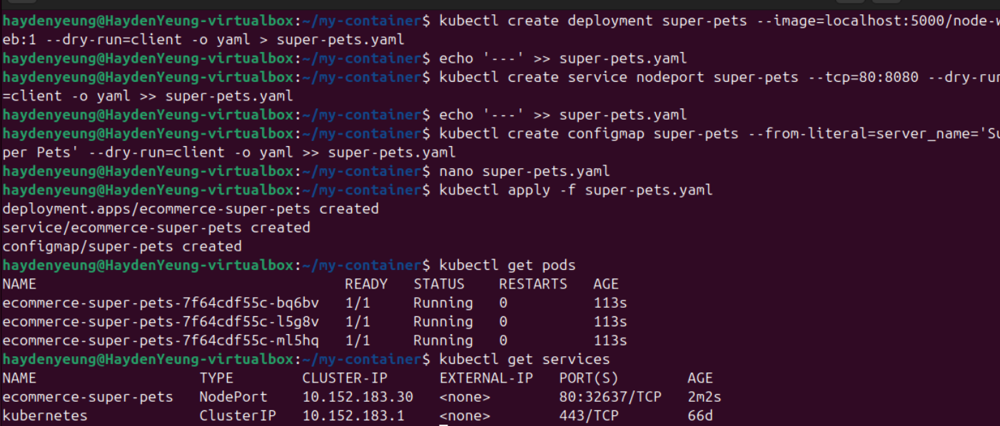 haydenyeung@HaydenYeung-virtualbox:~/my-container$ kubectl create deployment super-pets --image=localhost:5000/node-w
eb:1 --dry-run=client -o yaml > super-pets.yaml
haydenyeung@HaydenYeung-virtualbox:~/my-container$ echo '---' >> super-pets.yaml
haydenyeung@HaydenYeung-virtualbox:~/my-container$ kubectl create service nodeport super-pets --tcp=80:8080 --dry-run
=client -o yaml >> super-pets.yaml
haydenyeung@HaydenYeung-virtualbox:~/my-container$ echo '---' >> super-pets.yaml
haydenyeung@HaydenYeung-virtualbox:~/my-container$ kubectl create configmap super-pets --from-literal=server_name='Su
per Pets' --dry-run=client -o yaml >> super-pets.yaml
haydenyeung@HaydenYeung-virtualbox:~/my-container$ nano super-pets.yaml
haydenyeung@HaydenYeung-virtualbox:~/my-container$ kubectl apply -f super-pets.yaml
deployment.apps/ecommerce-super-pets created
service/ecommerce-super-pets created
configmap/super-pets created
haydenyeung@HaydenYeung-virtualbox:~/my-container$ kubectl get pods
NAME READY STATUS RESTARTS AGE
ecommerce-super-pets-7f64cdf55c-bq6bv 1/1 Running 0 113s
ecommerce-super-pets-7f64cdf55c-l5g8v 1/1 Running 0 113s
ecommerce-super-pets-7f64cdf55c-ml5hq 1/1 Running 0 113s
haydenyeung@HaydenYeung-virtualbox:~/my-container$ kubectl get services
NAME TYPE CLUSTER-IP EXTERNAL-IP PORT(S) AGE
ecommerce-super-pets NodePort 10.152.183.30 <none> 80:32637/TCP 2m2s
kubernetes ClusterIP 10.152.183.1 <none> 443/TCP 66d